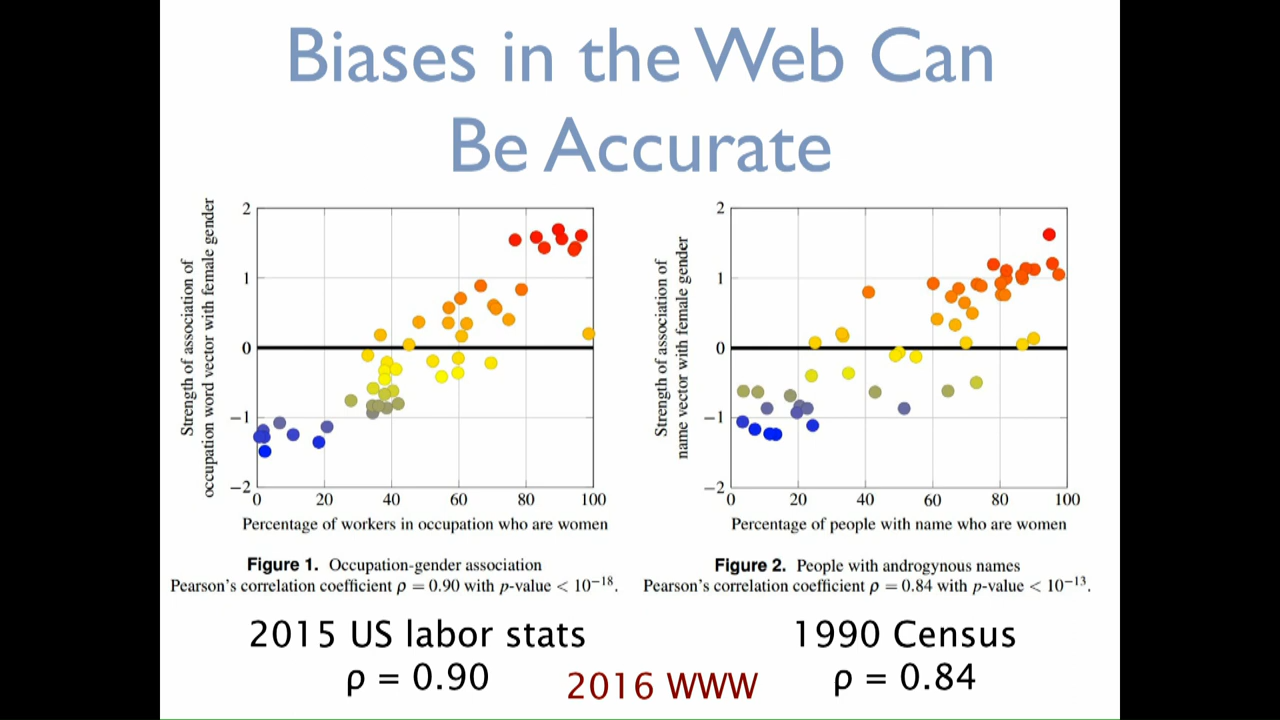 Biases in the Web Can
Be Accurate
Strength of association of
occupation word vector with female gender
2
1
0
−1
−2
0 20 40 60 80 100
Percentage of workers in occupation who are women
Figure 1. Occupation-gender association
Pearson's correlation coefficient ρ = 0.90 with p-value < 10⁻¹⁸.
Strength of association of
name vector with female gender
2
1
0
−1
−2
0 20 40 60 80 100
Percentage of people with name who are women
Figure 2. People with androgynous names
Pearson's correlation coefficient ρ = 0.84 with p-value < 10⁻¹³.
2015 US labor stats
ρ = 0.90
2016 WWW
1990 Census
ρ = 0.84